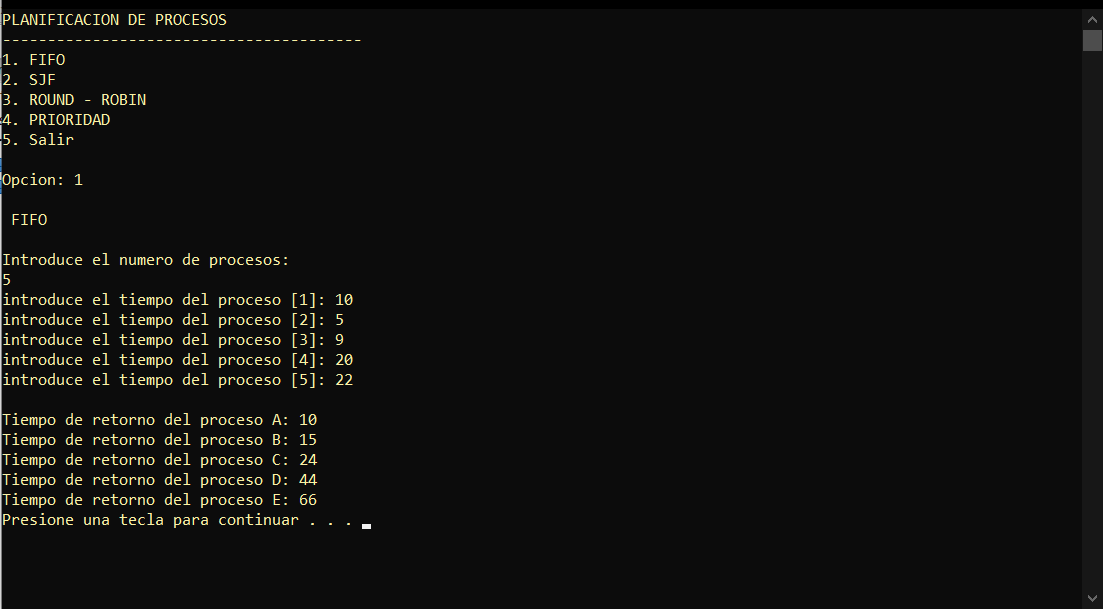 PLANIFICACION DE PROCESOS
----------------------------------------
1. FIFO
2. SJF
3. ROUND - ROBIN
4. PRIORIDAD
5. Salir
Opcion: 1
FIFO
Introduce el numero de procesos:
5
introduce el tiempo del proceso [1]: 10
introduce el tiempo del proceso [2]: 5
introduce el tiempo del proceso [3]: 9
introduce el tiempo del proceso [4]: 20
introduce el tiempo del proceso [5]: 22
Tiempo de retorno del proceso A: 10
Tiempo de retorno del proceso B: 15
Tiempo de retorno del proceso C: 24
Tiempo de retorno del proceso D: 44
Tiempo de retorno del proceso E: 66
Presione una tecla para continuar . . .